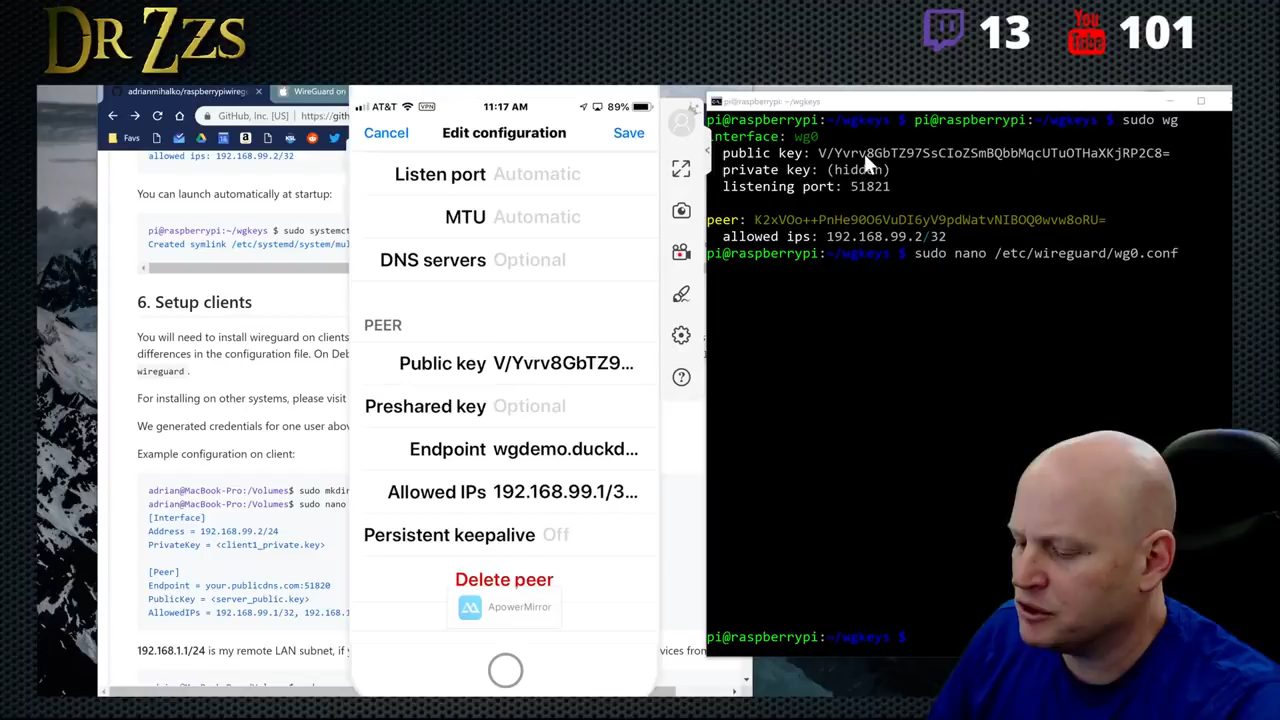 DR ZZS
13
You Tube
101
adrianmihalko/raspberrypiwireg
WireGuard on
GitHub, Inc. [US]
https://gith
Favs
allowed ips: 192.168.99.2/32
You can launch automatically at startup:
pi@raspberrypi:~/wgkeys $ sudo systemct
Created symlink /etc/systemd/system/mul
6. Setup clients
You will need to install wireguard on clients
differences in the configuration file. On Deb
wireguard .
For installing on other systems, please visit
We generated credentials for one user abov
Example configuration on client:
adrian@MacBook-Pro:/Volumes$ sudo mkdi
adrian@MacBook-Pro:/Volumes$ sudo nano
[Interface]
Address = 192.168.99.2/24
PrivateKey = <client1_private.key>
[Peer]
Endpoint = your.publicdns.com:51820
PublicKey = <server_public.key>
AllowedIPs = 192.168.99.1/32, 192.168.1
192.168.1.1/24 is my remote LAN subnet, if y
vices from
AT&T
VPN
11:17 AM
89%
Cancel
Edit configuration
Save
Listen port Automatic
MTU Automatic
DNS servers Optional
PEER
Public key V/Yvrv8GbTZ9...
Preshared key Optional
Endpoint wgdemo.duckd...
Allowed IPs 192.168.99.1/3...
Persistent keepalive Off
Delete peer
ApowerMirror
pi@raspberrypi: ~/wgkeys
pi@raspberrypi:~/wgkeys $ pi@raspberrypi:~/wgkeys $ sudo wg
interface: wg0
public key: V/Yvrv8GbTZ97SsCIoZSmBQbbMqcUTuOTHaXKjRP2C8=
private key: (hidden)
listening port: 51821
peer: K2xVOo++PnHe90O6VuDI6yV9pdWatvNIBOQ0wvw8oRU=
allowed ips: 192.168.99.2/32
pi@raspberrypi:~/wgkeys $ sudo nano /etc/wireguard/wg0.conf
pi@raspberrypi:~/wgkeys $